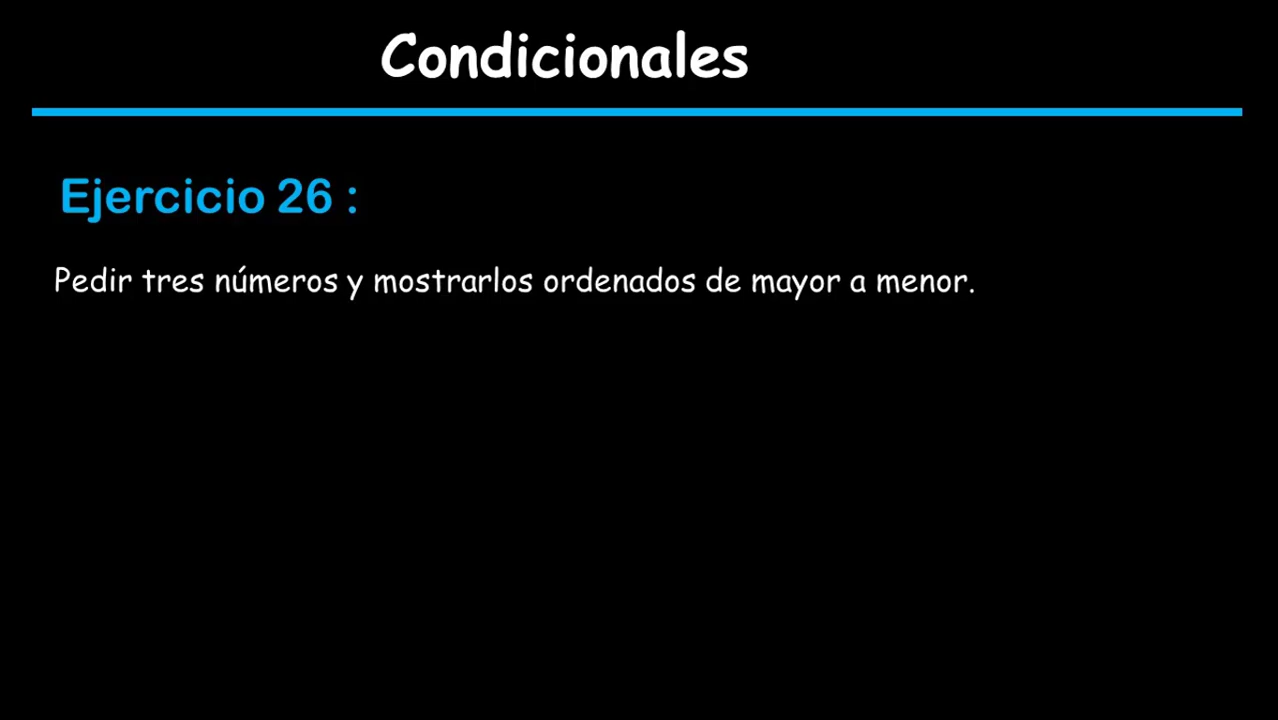 Condicionales
Ejercicio 26 :
Pedir tres números y mostrarlos ordenados de mayor a menor.